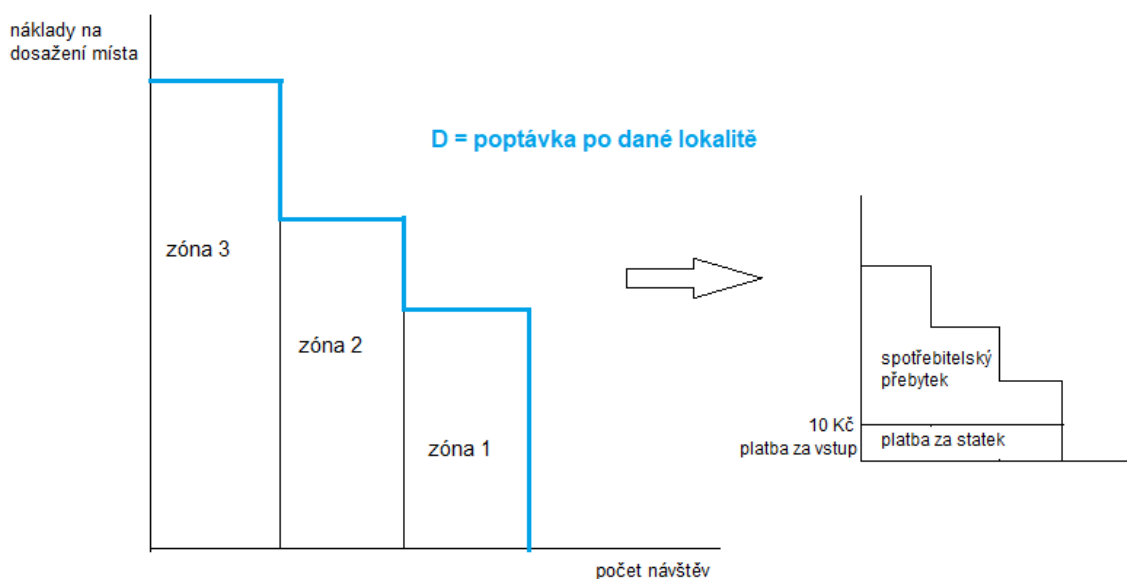 náklady na
dosažení místa
D = poptávka po dané lokalitě
zóna 3
zóna 2
zóna 1
počet návštěv
spotřebitelský
přebytek
10 Kč
platba za vstup
platba za statek